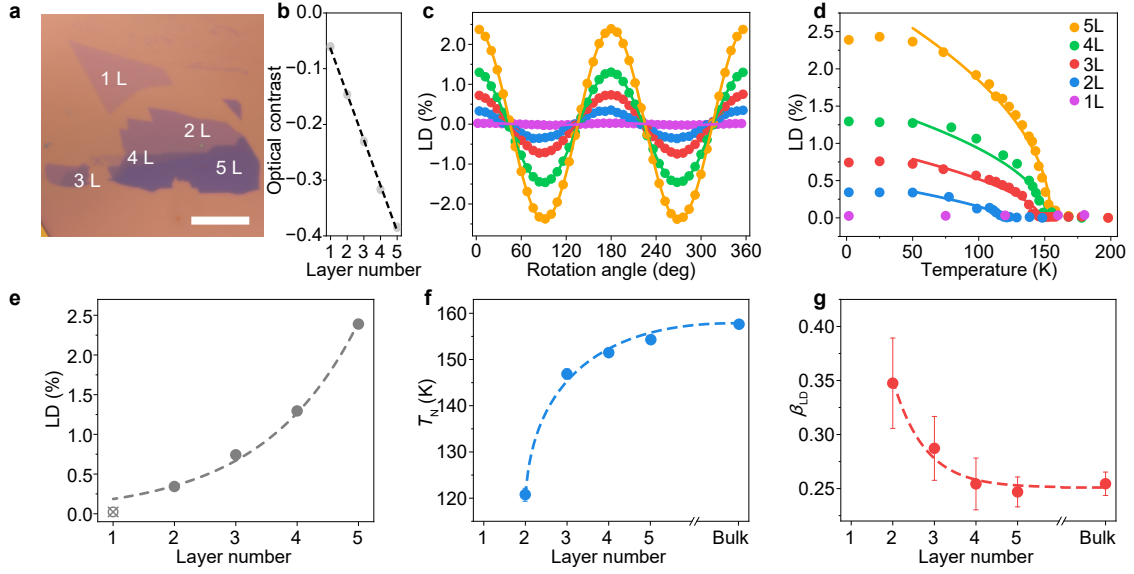 a
1 L
2 L
4 L
5 L
3 L
b
0.0
−0.1
−0.2
−0.3
−0.4
Optical contrast
1 2 3 4 5
Layer number
c
2.0
1.0
0.0
−1.0
−2.0
LD (%)
0 60 120 180 240 300 360
Rotation angle (deg)
d
5L
4L
3L
2L
1L
2.5
2.0
1.5
1.0
0.5
0.0
LD (%)
0 50 100 150 200
Temperature (K)
e
2.5
2.0
1.5
1.0
0.5
0.0
LD (%)
1 2 3 4 5
Layer number
f
160
150
140
130
120
T_N (K)
1 2 3 4 5 Bulk
Layer number
g
0.40
0.35
0.30
0.25
β_LD
1 2 3 4 5 Bulk
Layer number